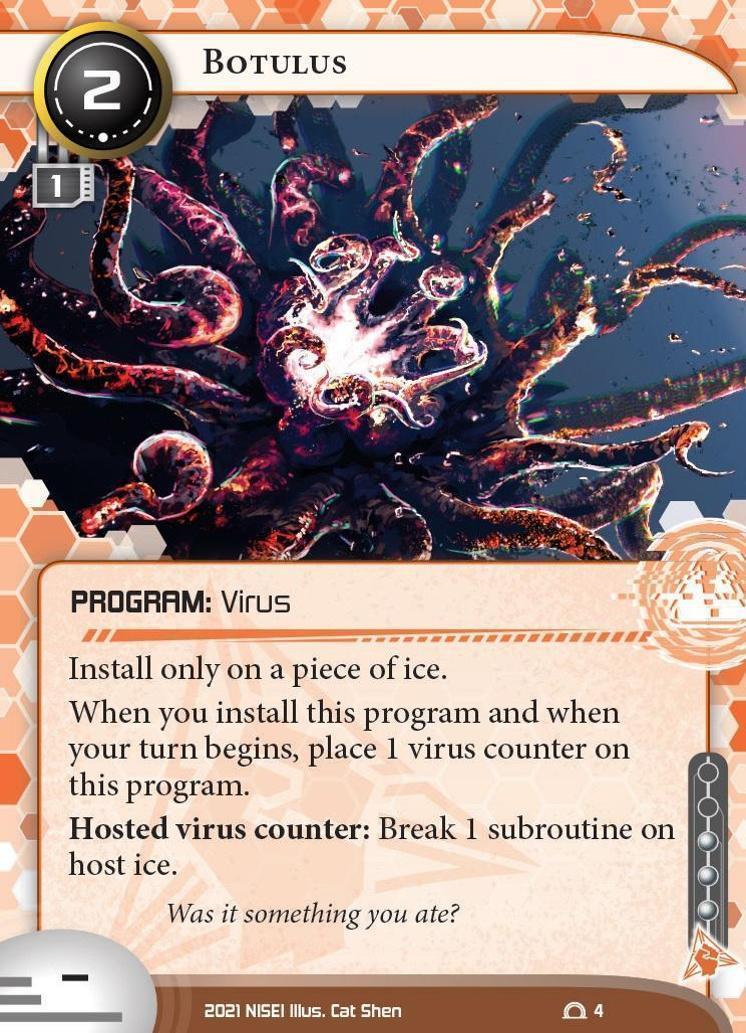 BOTULUS
2
1
PROGRAM: Virus
Install only on a piece of ice.
When you install this program and when
your turn begins, place 1 virus counter on
this program.
Hosted virus counter: Break 1 subroutine on
host ice.
Was it something you ate?
-
2021 NISEI Illus. Cat Shen
4